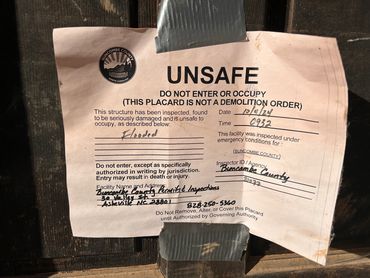 UNSAFE
DO NOT ENTER OR OCCUPY
(THIS PLACARD IS NOT A DEMOLITION ORDER)
This structure has been inspected, found
to be seriously damaged and is unsafe to
occupy, as described below:
Flooded
Do not enter, except as specifically
authorized in writing by jurisdiction.
Entry may result in death or injury.
Facility Name and Address
Buncombe County Permits & Inspections
30 Valley St
Asheville NC 28801
828-250-5360
Date
Time 0932
This facility was inspected under
emergency conditions for:
(BUNCOMBE COUNTY)
Inspector ID / Agency
Buncombe County
Do Not Remove, Alter, or Cover this Placard
until Authorized by Governing Authority